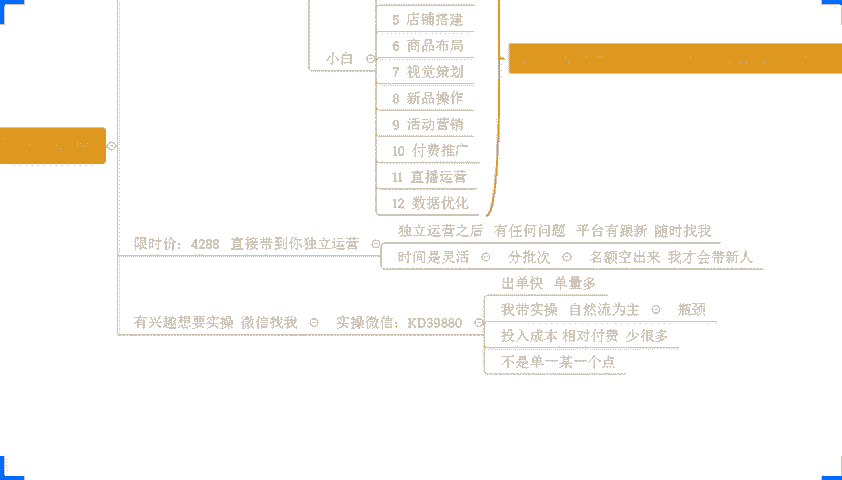 5 店铺搭建
6 商品布局
小白
7 视觉策划
8 新品操作
9 活动营销
10 付费推广
11 直播运营
12 数据优化
独立运营之后 有任何问题 平台有跟新 随时找我
限时价：4288 直接带到你独立运营
时间是灵活 分批次 名额空出来 我才会带新人
出单快 单量多
我带实操 自然流为主 瓶颈
有兴趣想要实操 微信找我 实操微信：KD39880
投入成本 相对付费 少很多
不是单一某一个点